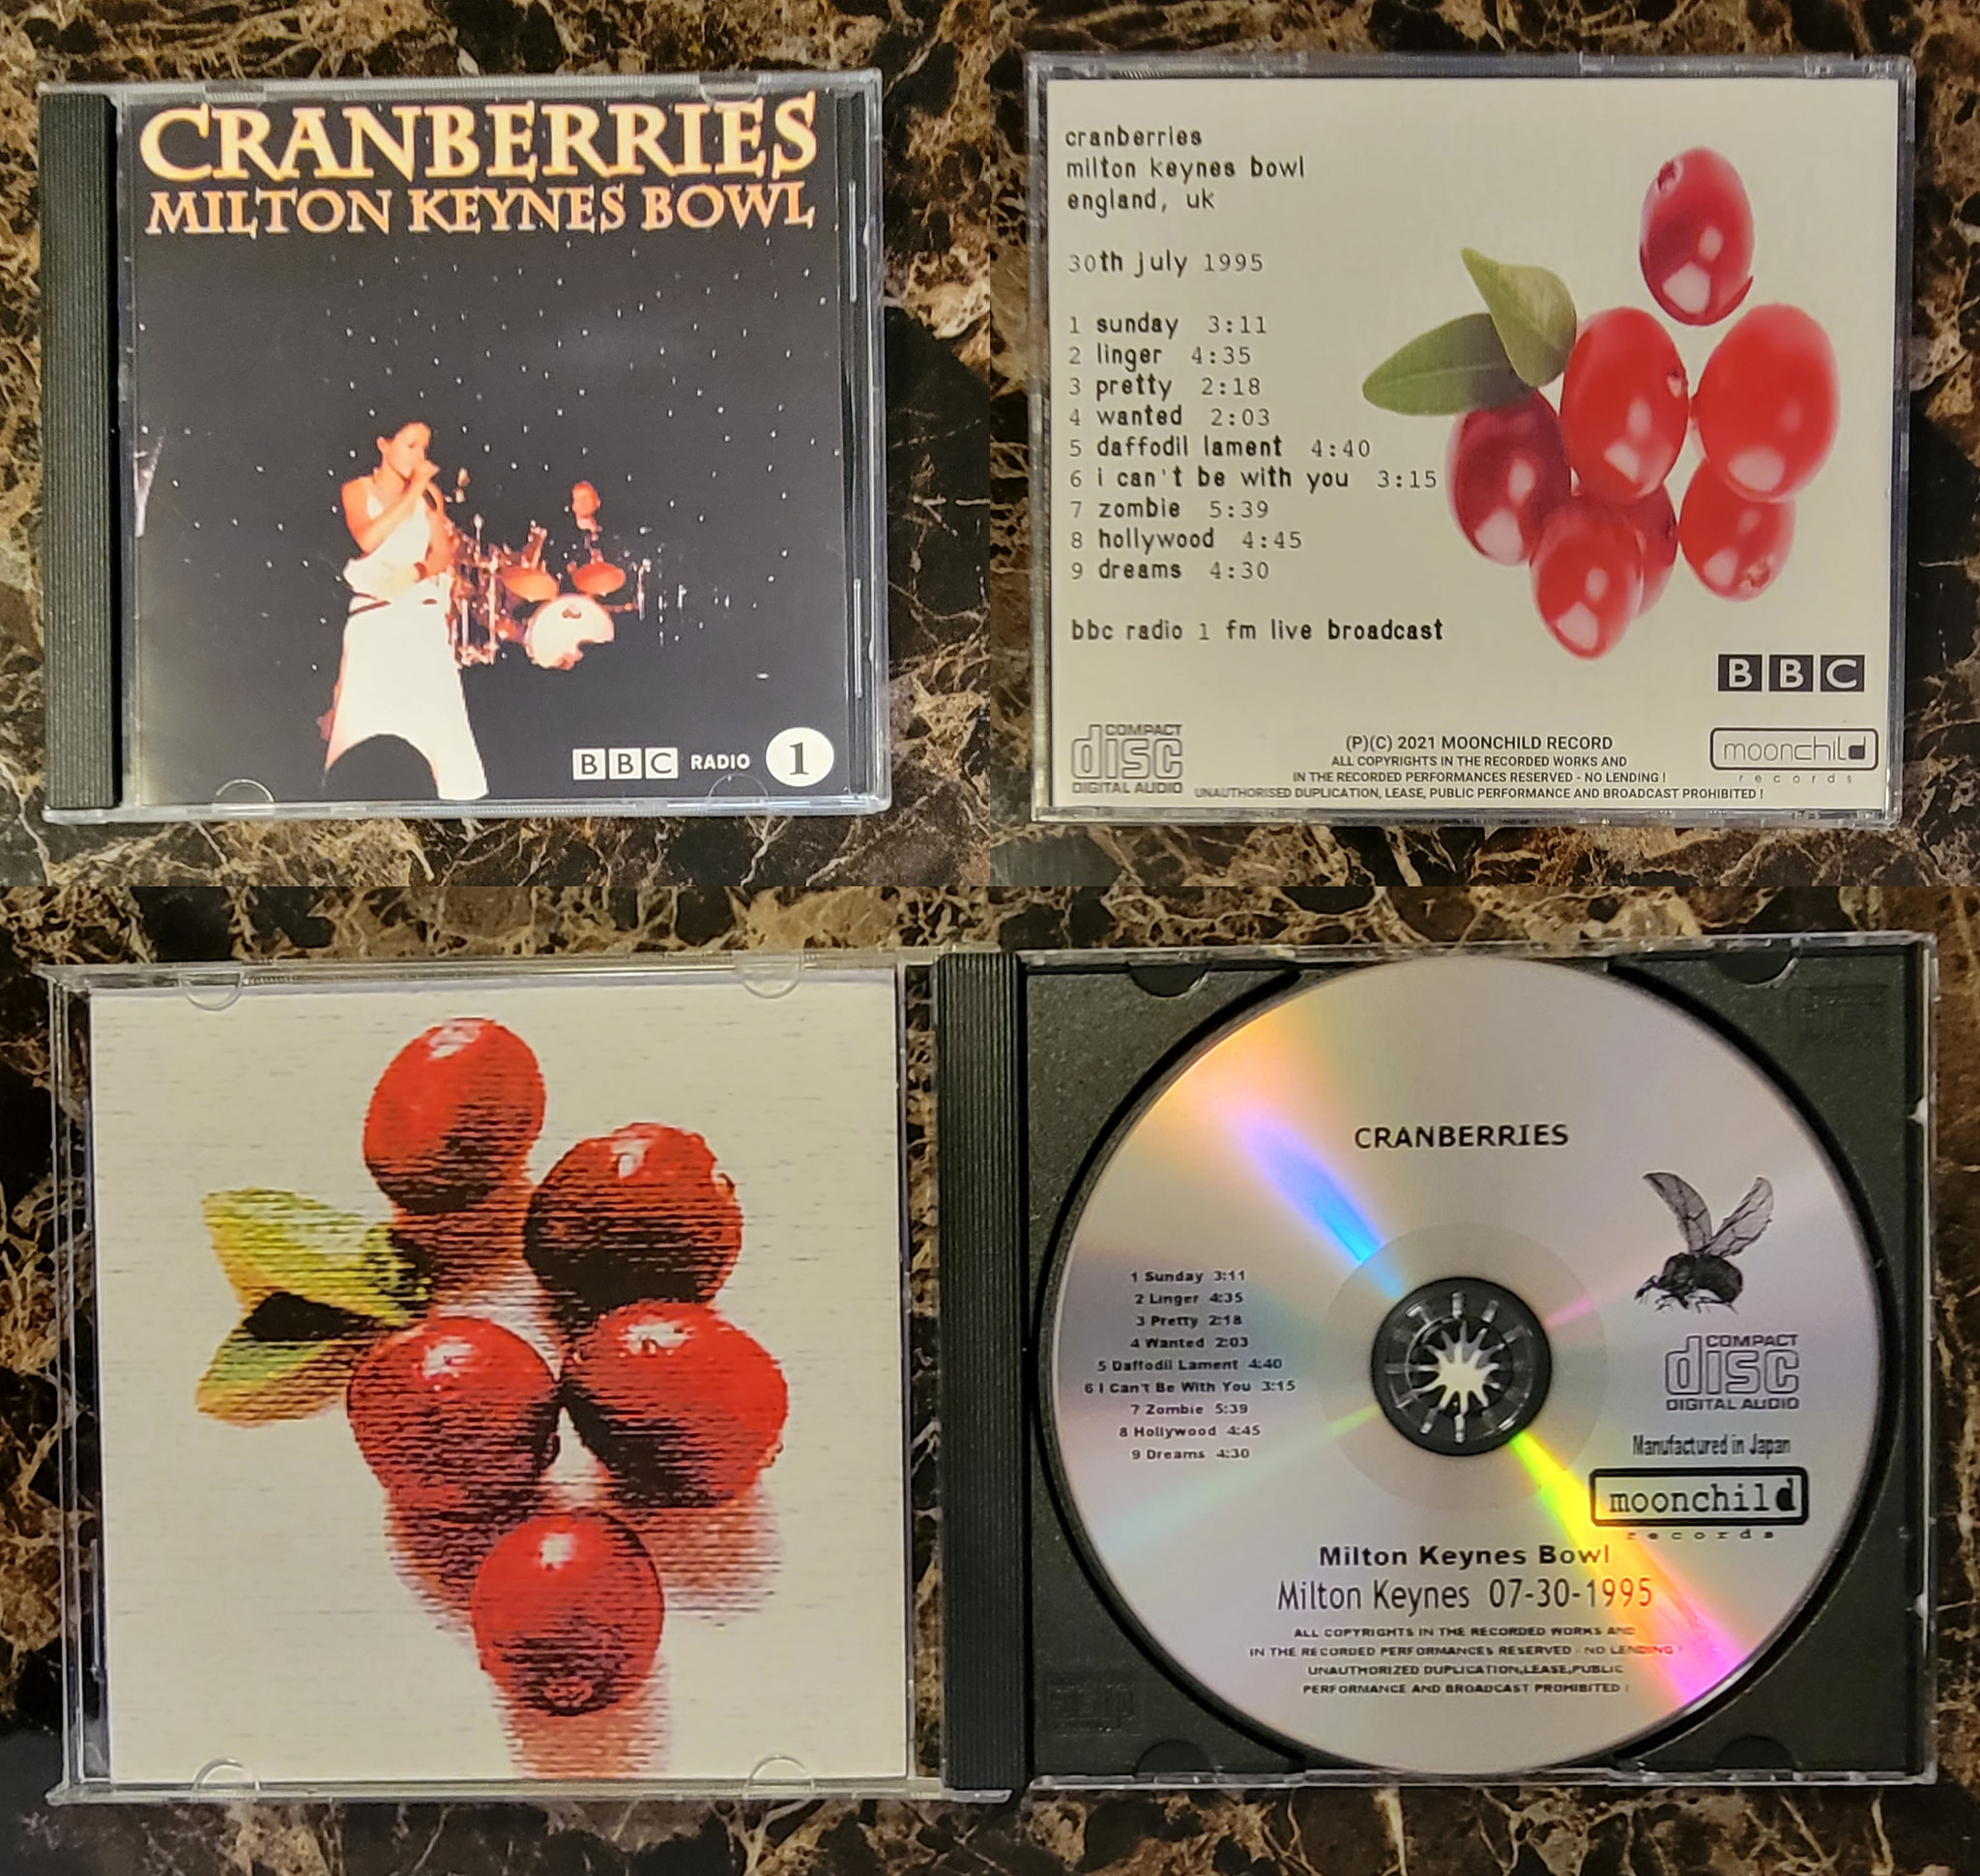 CRANBERRIES
MILTON KEYNES BOWL
BBC RADIO 1
cranberries
milton keynes bowl
england, uk
30th july 1995
1 sunday 3:11
2 linger 4:35
3 pretty 2:18
4 wanted 2:03
5 daffodil lament 4:40
6 i can't be with you 3:15
7 zombie 5:39
8 hollywood 4:45
9 dreams 4:30
bbc radio 1 fm live broadcast
BBC
COMPACT
disc
DIGITAL AUDIO
(P)(C) 2021 MOONCHILD RECORD
ALL COPYRIGHTS IN THE RECORDED WORKS AND
IN THE RECORDED PERFORMANCES RESERVED - NO LENDING !
UNAUTHORISED DUPLICATION, LEASE, PUBLIC PERFORMANCE AND BROADCAST PROHIBITED !
moonchild
records
CRANBERRIES
1 Sunday 3:11
2 Linger 4:35
3 Pretty 2:18
4 Wanted 2:03
5 Daffodil Lament 4:40
6 I Can't Be With You 3:15
7 Zombie 5:39
8 Hollywood 4:45
9 Dreams 4:30
COMPACT
disc
DIGITAL AUDIO
Manufactured in Japan
moonchild
records
Milton Keynes Bowl
Milton Keynes 07-30-1995
ALL COPYRIGHTS IN THE RECORDED WORKS AND
IN THE RECORDED PERFORMANCES RESERVED - NO LENDING !
UNAUTHORIZED DUPLICATION,LEASE,PUBLIC
PERFORMANCE AND BROADCAST PROHIBITED !